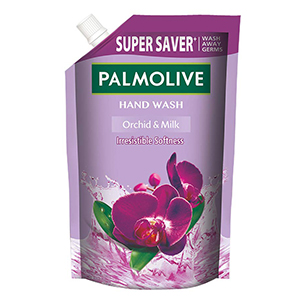 SUPER SAVER*
WASH
AWAY
GERMS
PALMOLIVE
HAND WASH
Orchid & Milk
Irresistible Softness